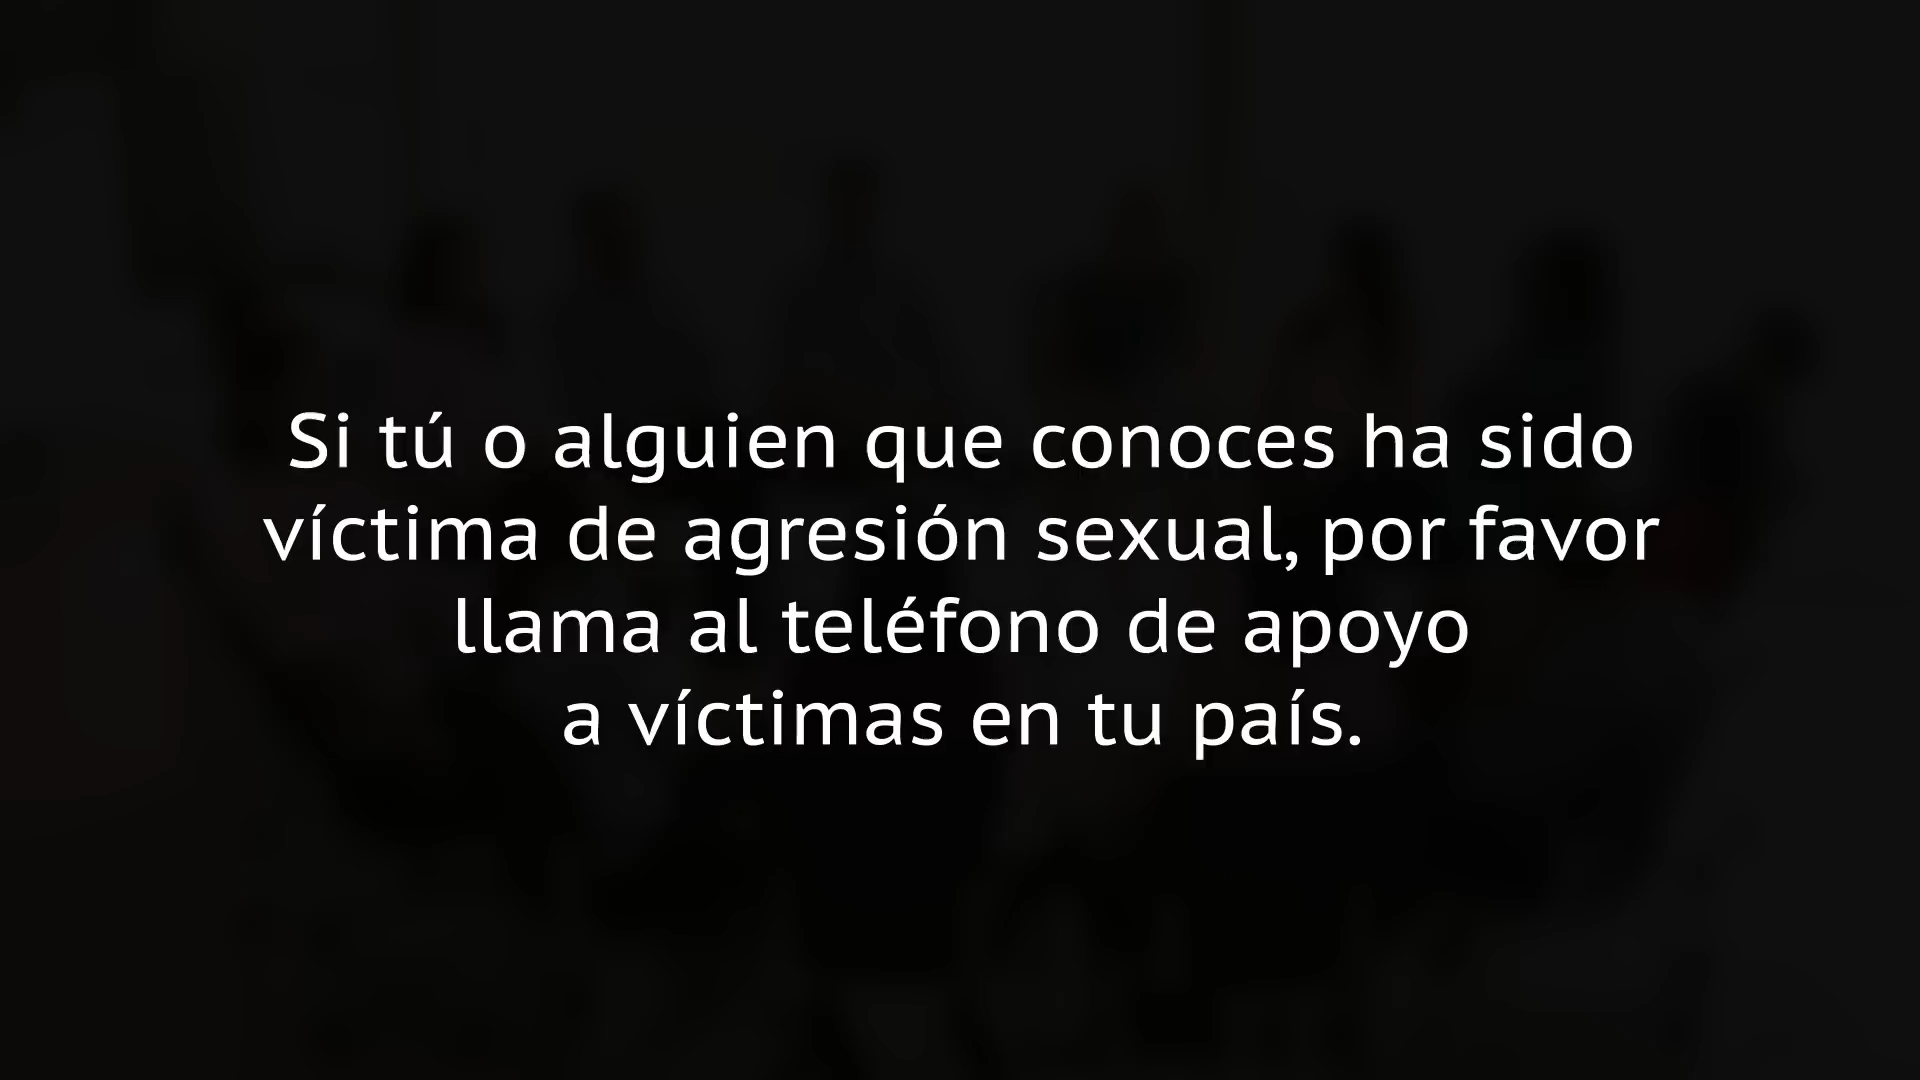 Si tú o alguien que conoces ha sido
víctima de agresión sexual, por favor
llama al teléfono de apoyo
a víctimas en tu país.